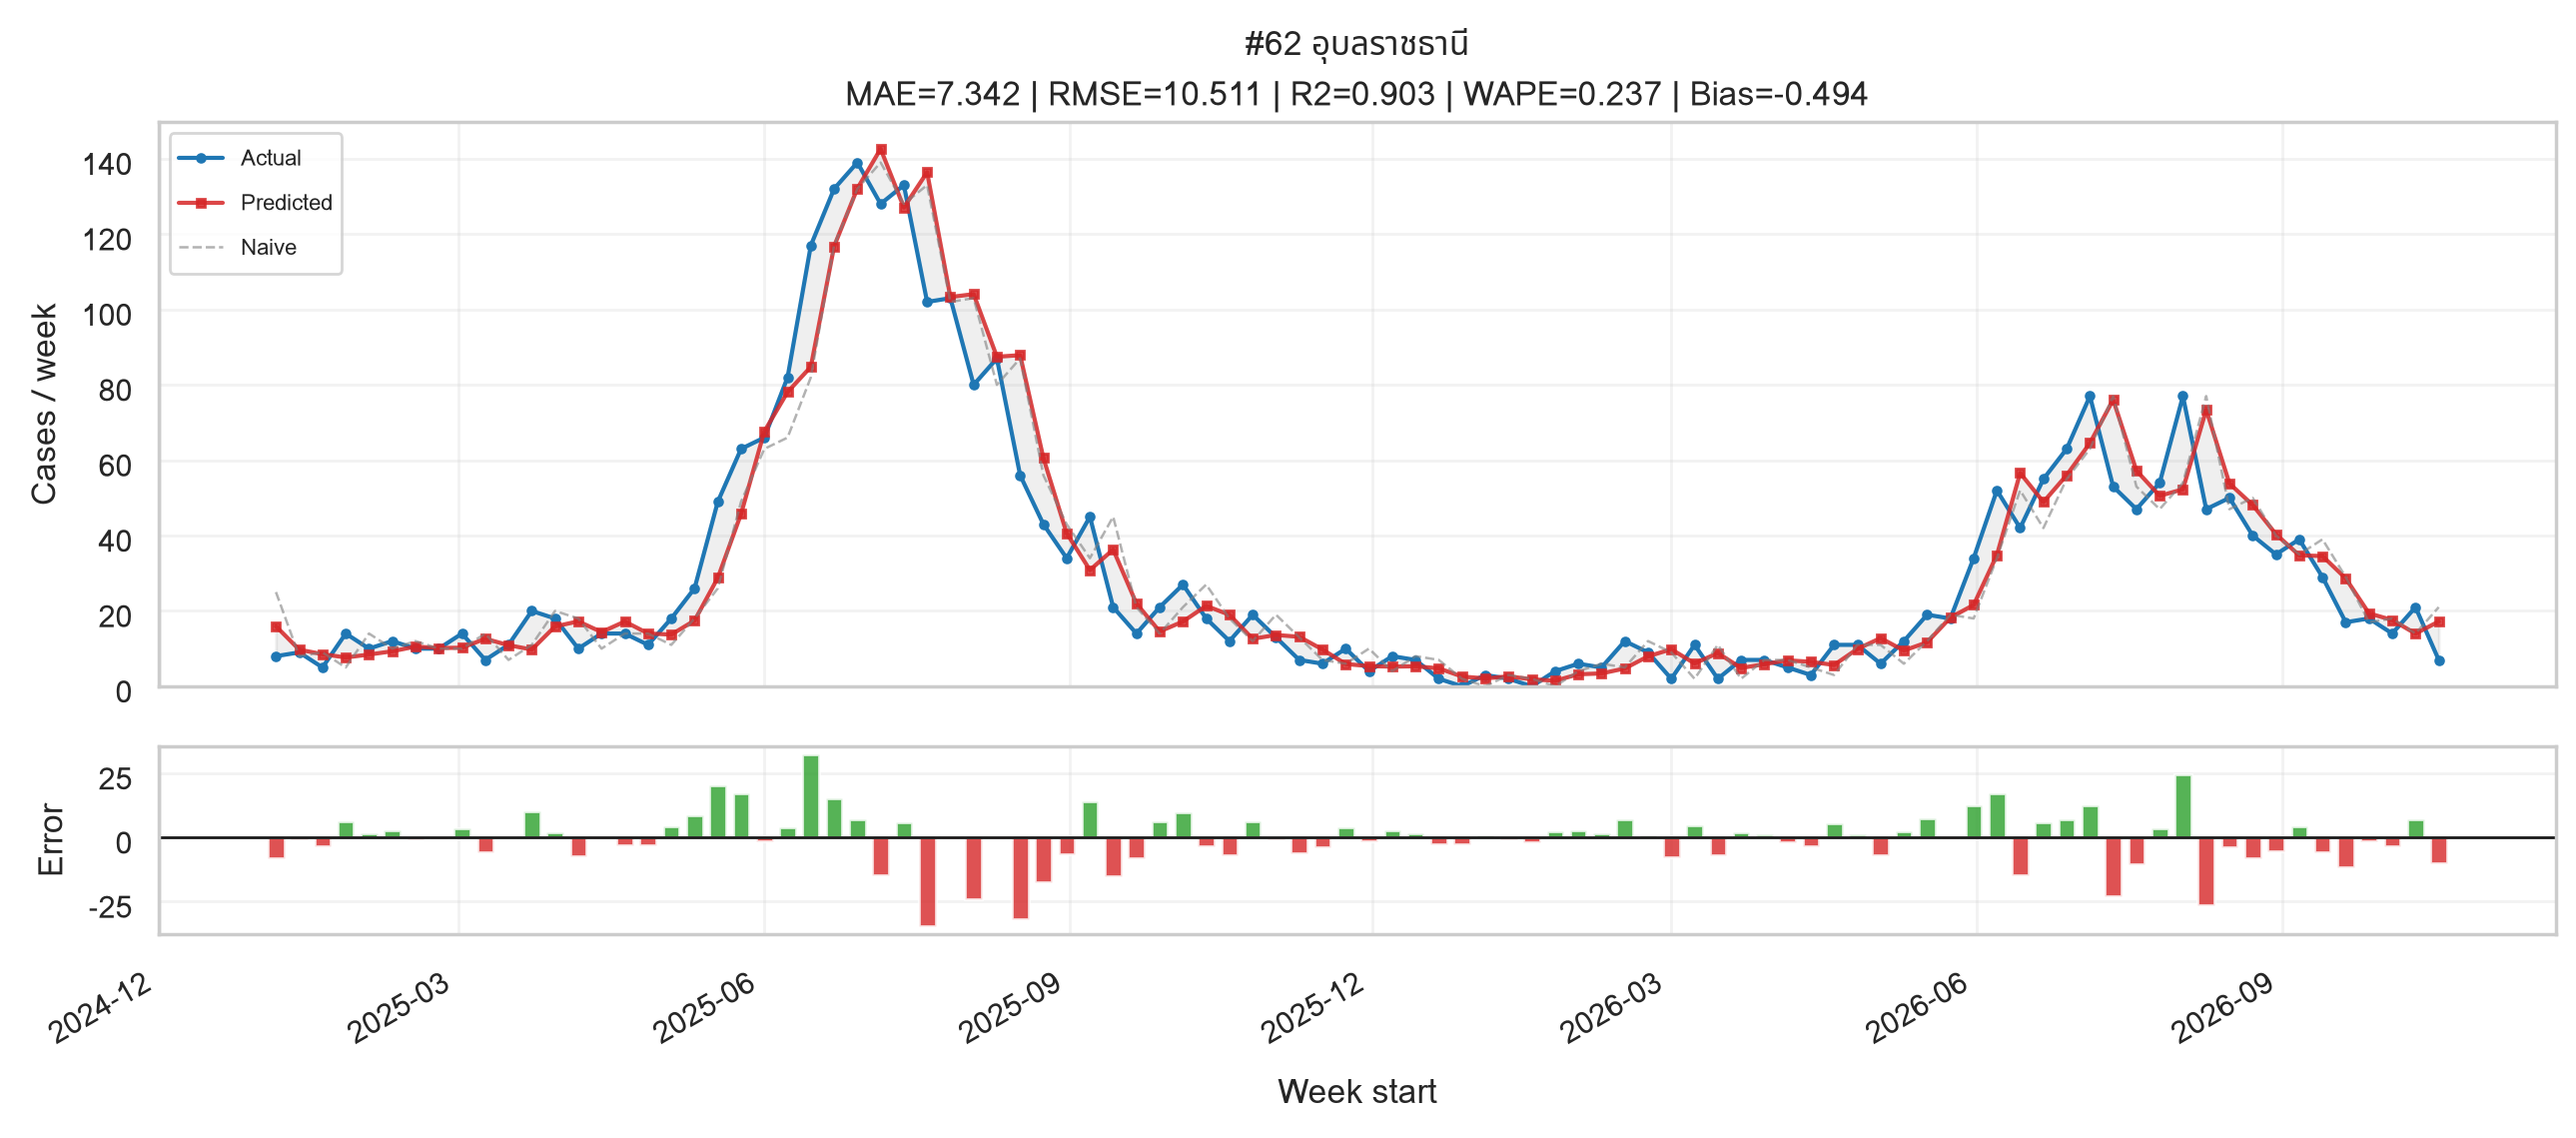 #62 อุบลราชธานี
MAE=7.342 | RMSE=10.511 | R2=0.903 | WAPE=0.237 | Bias=-0.494
Actual
Predicted
Naive
Cases / week
140
120
100
80
60
40
20
0
Error
25
0
-25
2024-12
2025-03
2025-06
2025-09
2025-12
2026-03
2026-06
2026-09
Week start